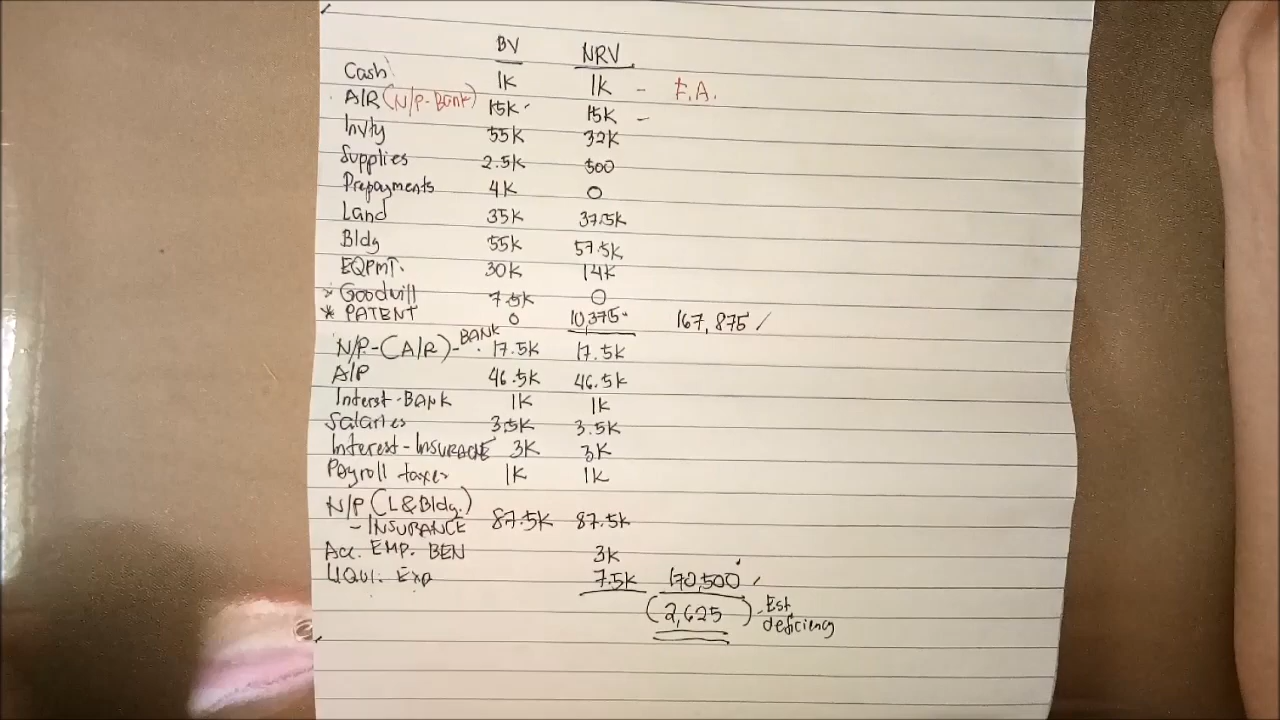 BV NRV
Cash 1K 1K - F.A.
A/R (N/P-Bank) 15K 15K -
Invty 55K 32K
Supplies 2.5K 500
Prepayments 4K 0
Land 35K 37.5K
Bldg 55K 57.5K
EQPMT. 30K 14K
* Goodwill 7.5K 0
* PATENT 0 10,375 167,875 /
N/P-(A/R)-BANK 17.5K 17.5K
A/P 46.5K 46.5K
Interst-BANK 1K 1K
Salaries 3.5K 3.5K
Interest-INSURACE 3K 3K
Payroll taxes 1K 1K
N/P (L&Bldg.)
- INSURANCE 87.5K 87.5K
Acc. EMP. BEN 3K
LIQUI. Exp 7.5K 170,500 /
(2,625) - Est.
deficiency